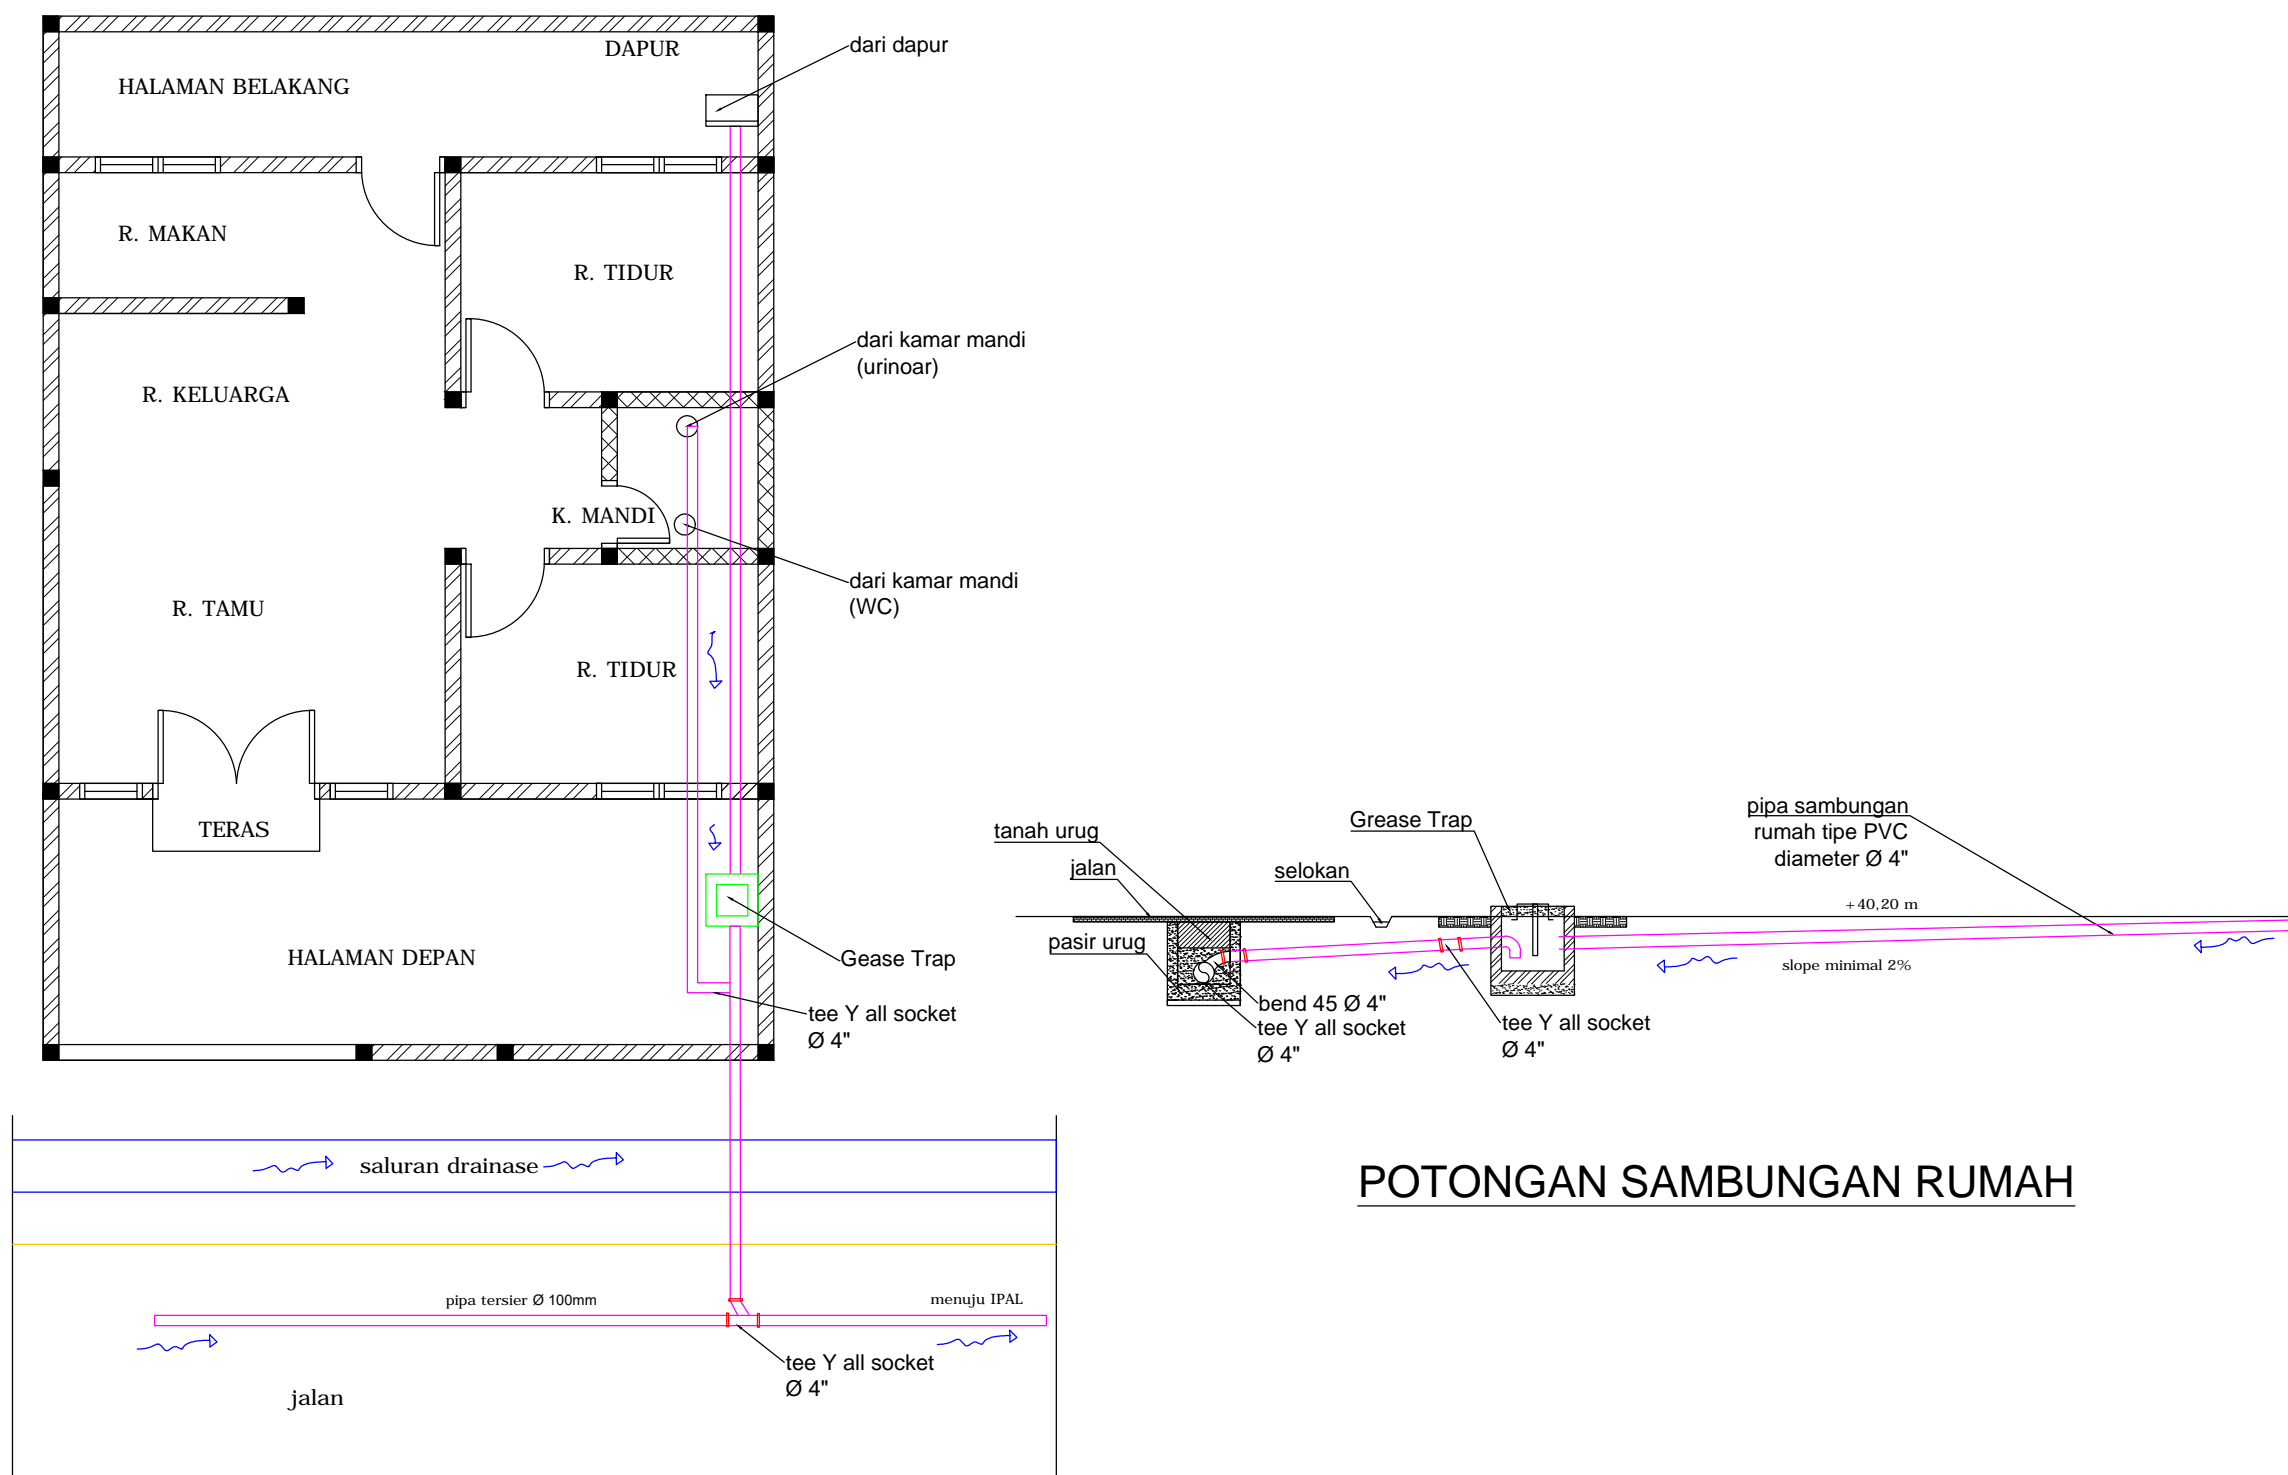 DAPUR
dari dapur
HALAMAN BELAKANG
R. MAKAN
R. TIDUR
dari kamar mandi
(urinoar)
R. KELUARGA
K. MANDI
dari kamar mandi
(WC)
R. TAMU
R. TIDUR
TERAS
HALAMAN DEPAN
Gease Trap
tee Y all socket
Ø 4"
saluran drainase
pipa tersier Ø 100mm
menuju IPAL
tee Y all socket
Ø 4"
jalan
tanah urug
jalan
pasir urug
selokan
Grease Trap
pipa sambungan
rumah tipe PVC
diameter Ø 4"
+40,20 m
slope minimal 2%
bend 45 Ø 4"
tee Y all socket
Ø 4"
tee Y all socket
Ø 4"
POTONGAN SAMBUNGAN RUMAH